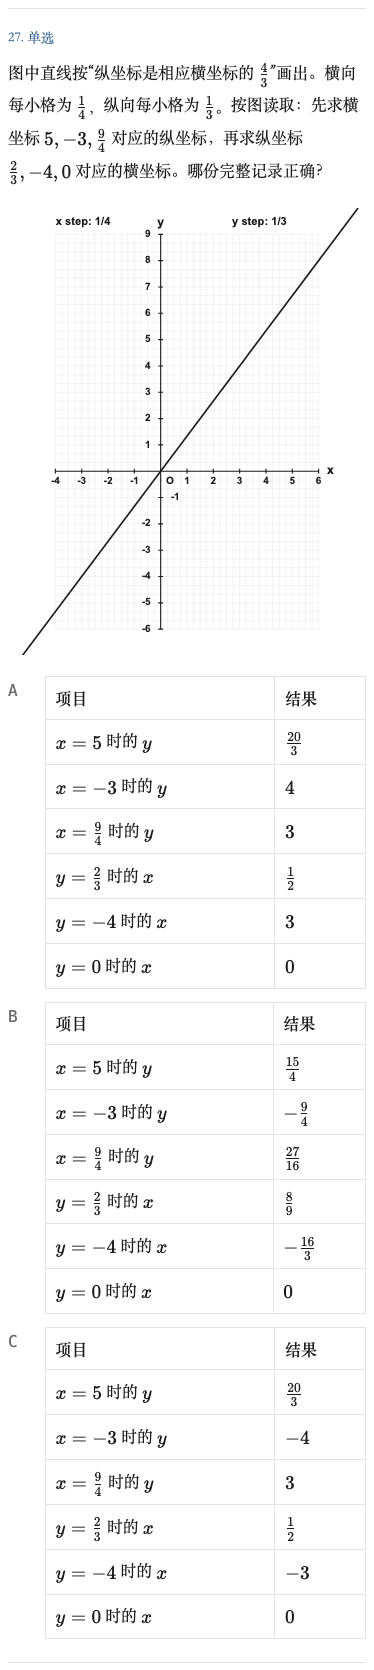 27. 单选
图中直线按“纵坐标是相应横坐标的 4/3”画出。横向
每小格为 1/4，纵向每小格为 1/3。按图读取：先求横
坐标 5, −3, 9/4 对应的纵坐标，再求纵坐标
2/3, −4, 0 对应的横坐标。哪份完整记录正确?
x step: 1/4 y y step: 1/3
9
8
7
6
5
4
3
2
1
x
-4 -3 -2 -1 O 1 2 3 4 5 6
-1
-2
-3
-4
-5
-6
A
项目 结果
x = 5 时的 y 20/3
x = −3 时的 y 4
x = 9/4 时的 y 3
y = 2/3 时的 x 1/2
y = −4 时的 x 3
y = 0 时的 x 0
B
项目 结果
x = 5 时的 y 15/4
x = −3 时的 y −9/4
x = 9/4 时的 y 27/16
y = 2/3 时的 x 8/9
y = −4 时的 x −16/3
y = 0 时的 x 0
C
项目 结果
x = 5 时的 y 20/3
x = −3 时的 y −4
x = 9/4 时的 y 3
y = 2/3 时的 x 1/2
y = −4 时的 x −3
y = 0 时的 x 0